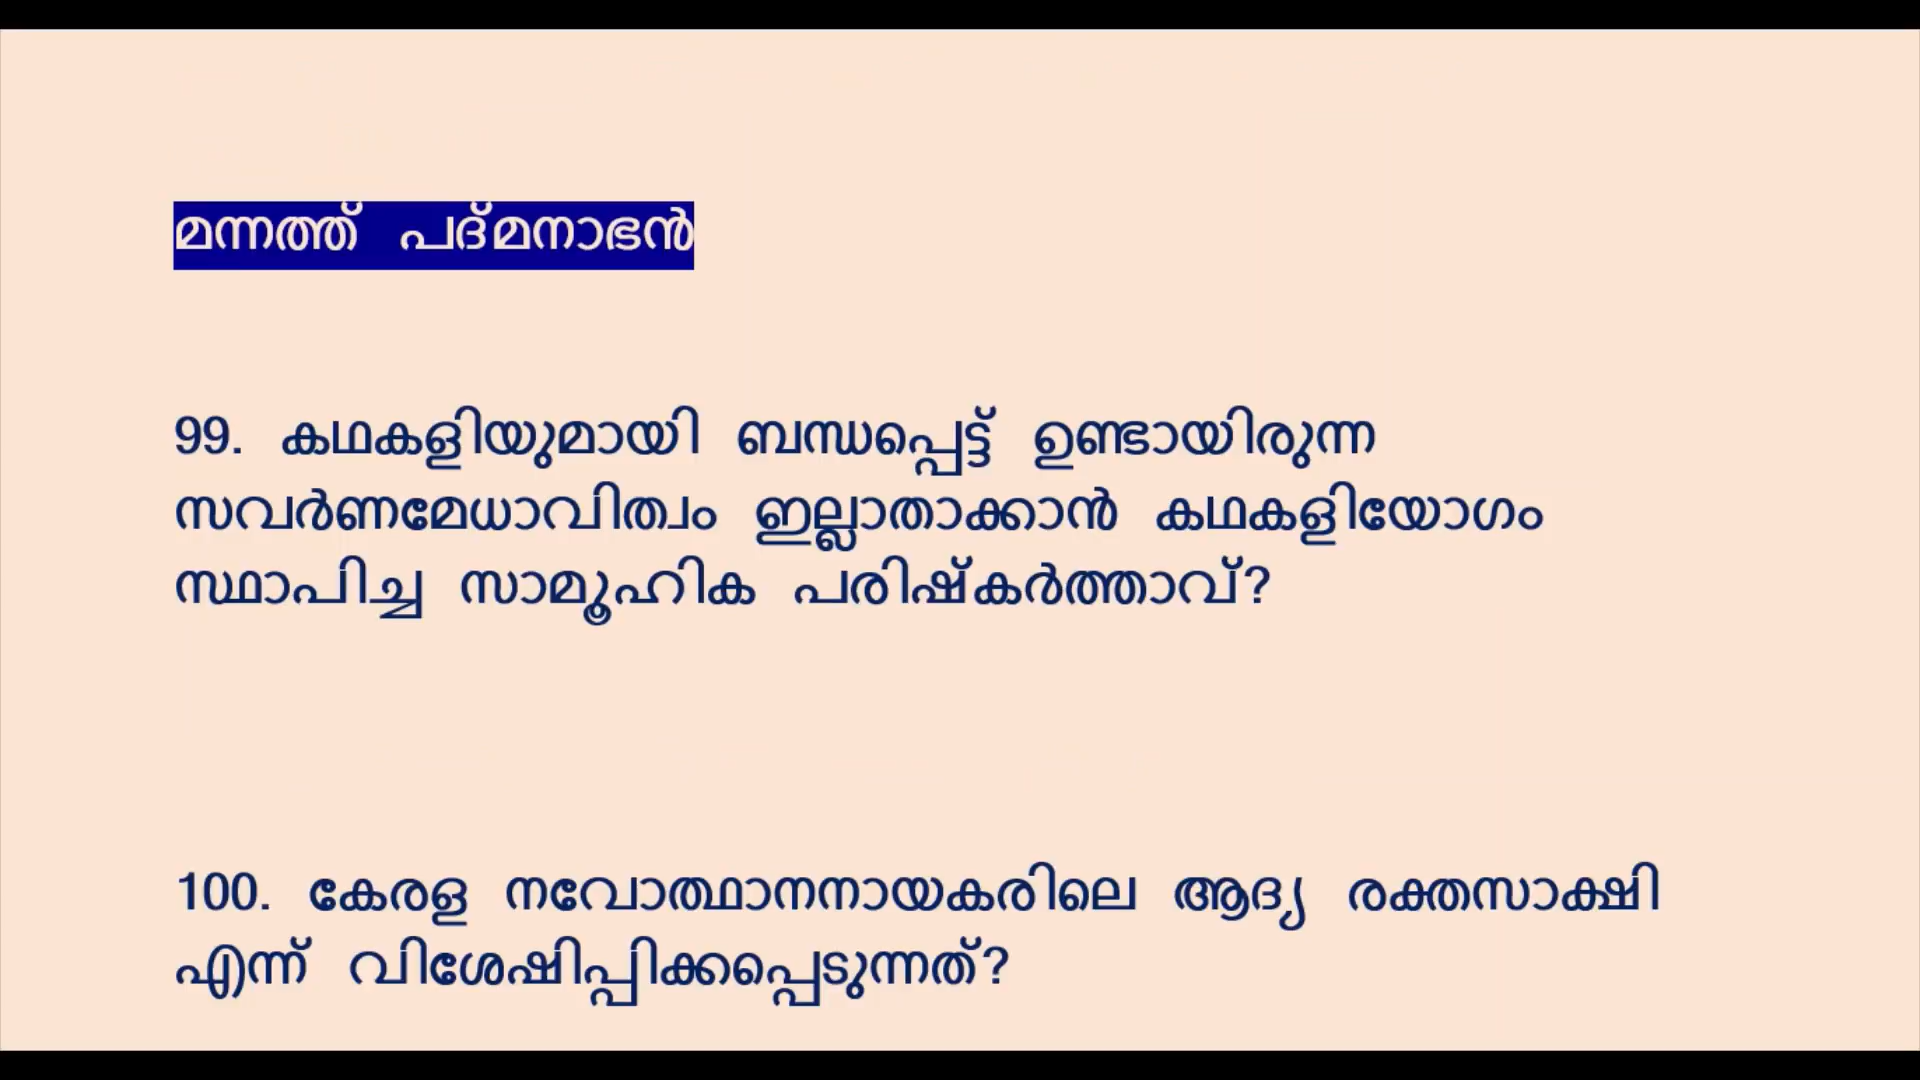 മന്നത്ത് പദ്മനാഭൻ
99. കഥകളിയുമായി ബന്ധപ്പെട്ട് ഉണ്ടായിരുന്ന
സവർണമേധാവിത്വം ഇല്ലാതാക്കാൻ കഥകളിയോഗം
സ്ഥാപിച്ച സാമൂഹിക പരിഷ്കർത്താവ്?
100. കേരള നവോത്ഥാനനായകരിലെ ആദ്യ രക്തസാക്ഷി
എന്ന് വിശേഷിപ്പിക്കപ്പെടുന്നത്?